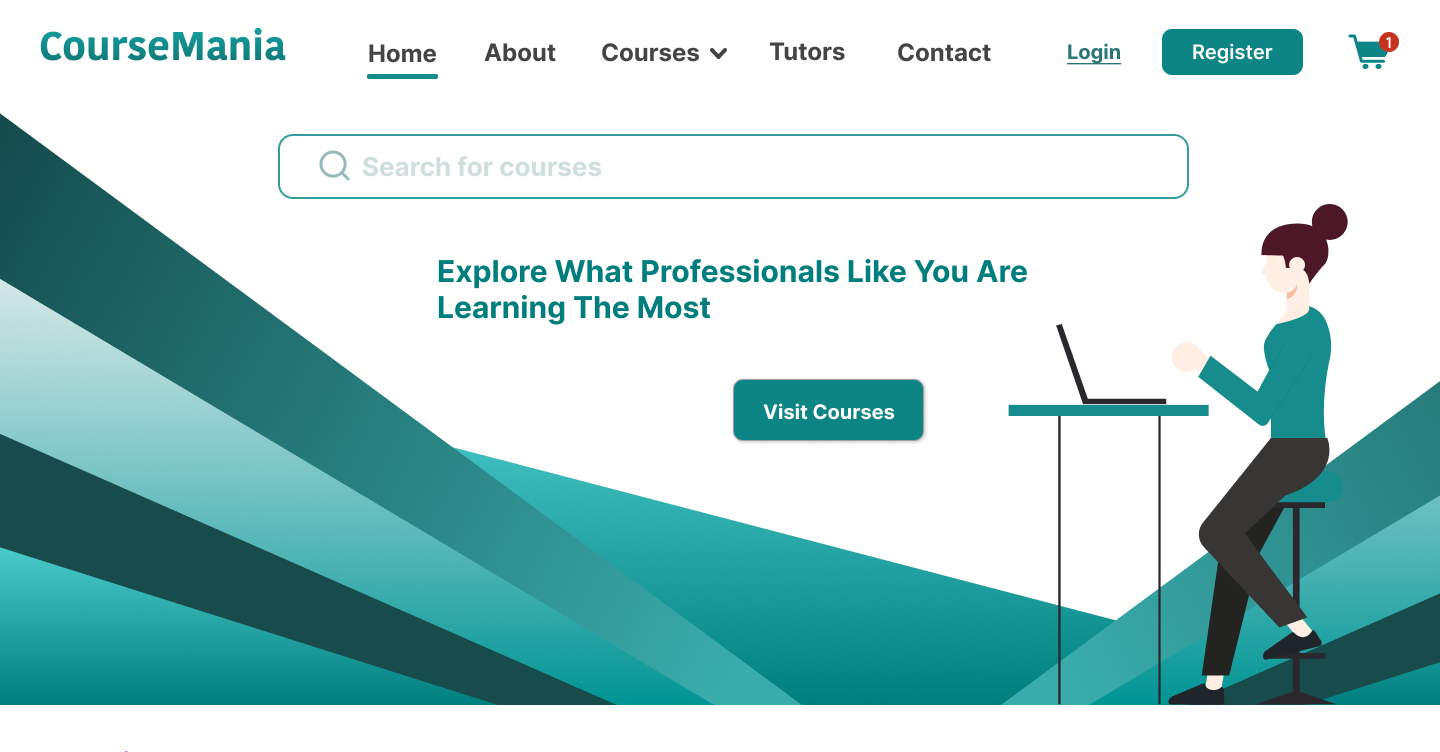 CourseMania
Home
About
Courses
Tutors
Contact
Login
Register
1
Search for courses
Explore What Professionals Like You Are
Learning The Most
Visit Courses